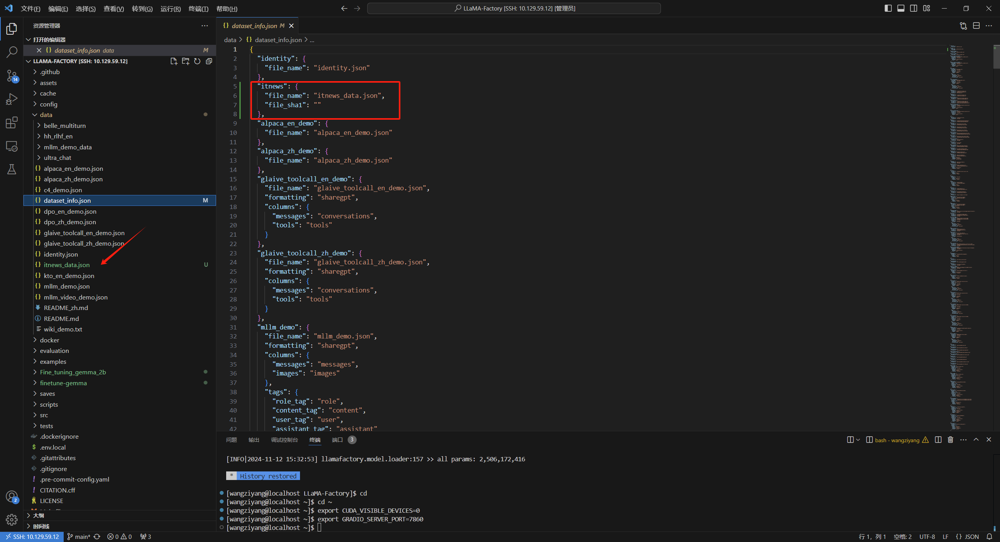 文件(F) 编辑(E) 选择(S) 查看(V) 转到(G) 运行(R) 终端(T) 帮助(H)
LLaMA-Factory [SSH: 10.129.59.12] [管理员]
资源管理器
打开的编辑器
dataset_info.json data M
LLAMA-FACTORY [SSH: 10.129.59.12]
.github
assets
cache
config
data
belle_multiturn
hh_rlhf_en
mllm_demo_data
ultra_chat
alpaca_en_demo.json
alpaca_zh_demo.json
c4_demo.json
dataset_info.json M
dpo_en_demo.json
dpo_zh_demo.json
glaive_toolcall_en_demo.json
glaive_toolcall_zh_demo.json
identity.json
itnews_data.json U
kto_en_demo.json
mllm_demo.json
mllm_video_demo.json
README_zh.md
README.md
wiki_demo.txt
docker
evaluation
examples
Fine_tuning_gemma_2b
finetune-gemma
saves
scripts
src
tests
.dockerignore
.env.local
.gitattributes
.gitignore
.pre-commit-config.yaml
CITATION.cff
LICENSE
大纲
时间线
14
2
dataset_info.json M
data > {} dataset_info.json > ...
1 {
2 "identity": {
3 "file_name": "identity.json"
4 },
5 "itnews": {
6 "file_name": "itnews_data.json",
7 "file_sha1": ""
8 },
9 "alpaca_en_demo": {
10 "file_name": "alpaca_en_demo.json"
11 },
12 "alpaca_zh_demo": {
13 "file_name": "alpaca_zh_demo.json"
14 },
15 "glaive_toolcall_en_demo": {
16 "file_name": "glaive_toolcall_en_demo.json",
17 "formatting": "sharegpt",
18 "columns": {
19 "messages": "conversations",
20 "tools": "tools"
21 }
22 },
23 "glaive_toolcall_zh_demo": {
24 "file_name": "glaive_toolcall_zh_demo.json",
25 "formatting": "sharegpt",
26 "columns": {
27 "messages": "conversations",
28 "tools": "tools"
29 }
30 },
31 "mllm_demo": {
32 "file_name": "mllm_demo.json",
33 "formatting": "sharegpt",
34 "columns": {
35 "messages": "messages",
36 "images": "images"
37 },
38 "tags": {
39 "role_tag": "role",
40 "content_tag": "content",
41 "user_tag": "user",
42 "assistant_tag": "assistant"
问题 输出 调试控制台 终端 端口 3
bash - wangziyang
[INFO|2024-11-12 15:32:53] llamafactory.model.loader:157 >> all params: 2,506,172,416
* History restored
[wangziyang@localhost LLaMA-Factory]$ cd
[wangziyang@localhost ~]$ cd ~
[wangziyang@localhost ~]$ export CUDA_VISIBLE_DEVICES=0
[wangziyang@localhost ~]$ export GRADIO_SERVER_PORT=7860
[wangziyang@localhost ~]$
SSH: 10.129.59.12 main* 0 0 3
行 1，列 1 空格: 2 UTF-8 LF {} JSON